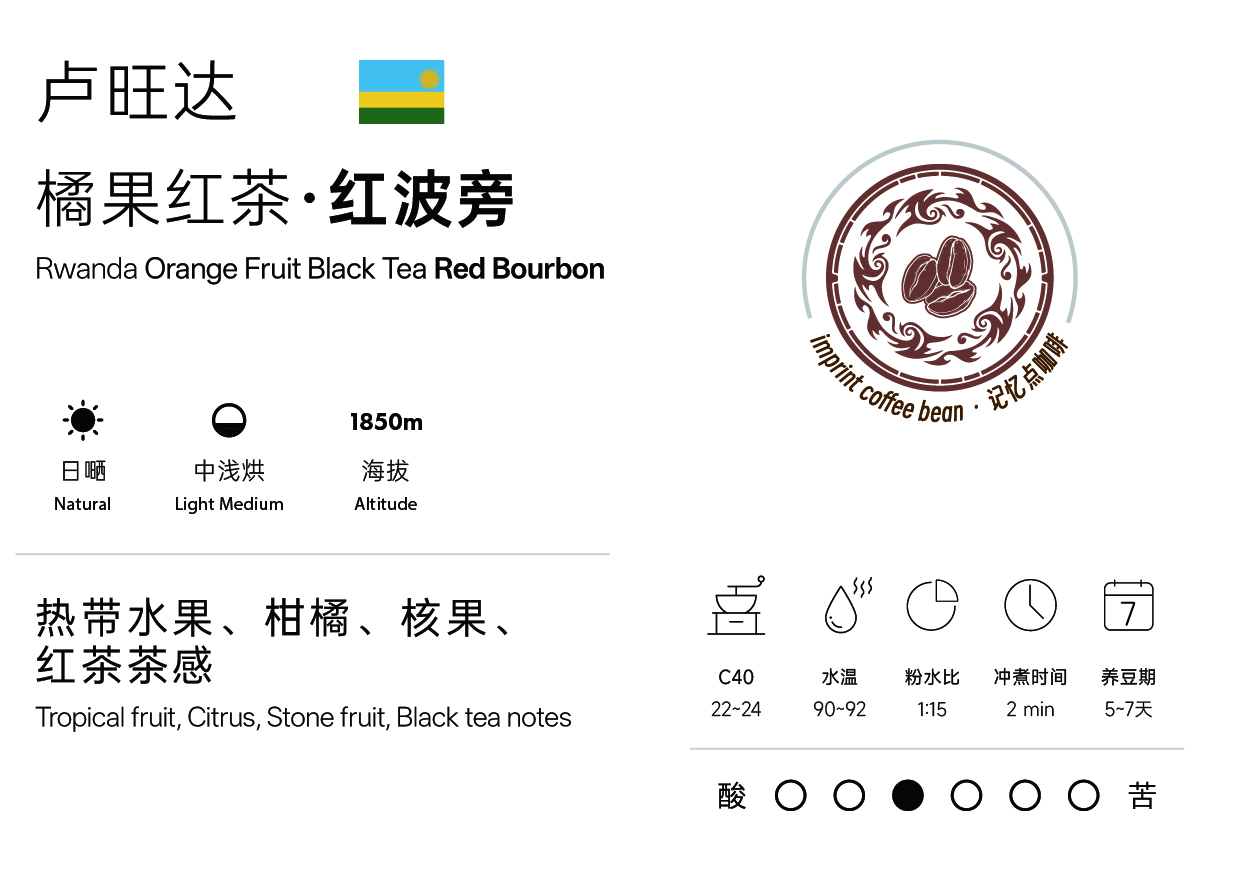 卢旺达
橘果红茶·红波旁
Rwanda Orange Fruit Black Tea Red Bourbon
1850m
日嗮 中浅烘 海拔
Natural Light Medium Altitude
热带水果、柑橘、核果、
红茶茶感
Tropical fruit, Citrus, Stone fruit, Black tea notes
imprint coffee bean · 记忆点咖啡
7
C40 水温 粉水比 冲煮时间 养豆期
22~24 90~92 1:15 2 min 5~7天
酸 苦